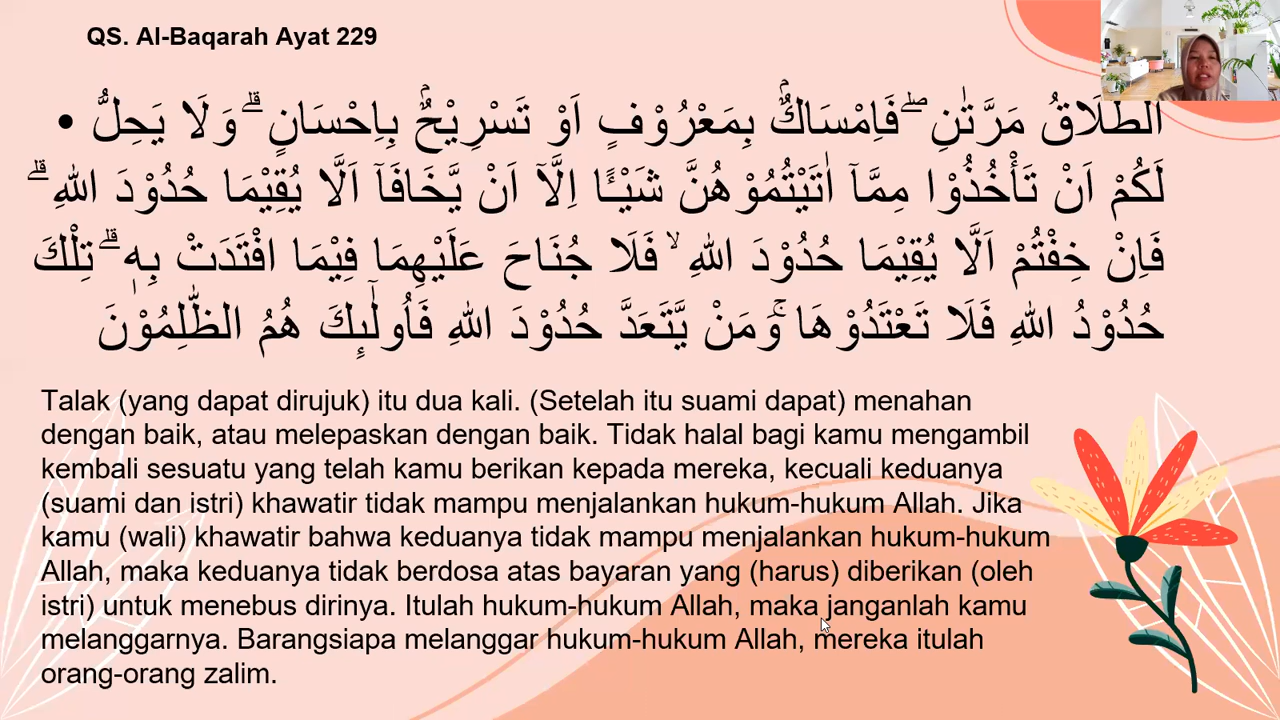 QS. Al-Baqarah Ayat 229
• الطَّلَاقُ مَرَّتٰنِ ۖ فَاِمْسَاكٌۢ بِمَعْرُوْفٍ اَوْ تَسْرِيْحٌۢ بِاِحْسَانٍ ۗ وَلَا يَحِلُّ
لَكُمْ اَنْ تَأْخُذُوْا مِمَّآ اٰتَيْتُمُوْهُنَّ شَيْـًٔا اِلَّآ اَنْ يَّخَافَآ اَلَّا يُقِيْمَا حُدُوْدَ اللهِ ۗ
فَاِنْ خِفْتُمْ اَلَّا يُقِيْمَا حُدُوْدَ اللهِ ۙ فَلَا جُنَاحَ عَلَيْهِمَا فِيْمَا افْتَدَتْ بِهٖ ۗ تِلْكَ
حُدُوْدُ اللهِ فَلَا تَعْتَدُوْهَا ۚ وَمَنْ يَّتَعَدَّ حُدُوْدَ اللهِ فَاُولٰۤىِٕكَ هُمُ الظّٰلِمُوْنَ
Talak (yang dapat dirujuk) itu dua kali. (Setelah itu suami dapat) menahan
dengan baik, atau melepaskan dengan baik. Tidak halal bagi kamu mengambil
kembali sesuatu yang telah kamu berikan kepada mereka, kecuali keduanya
(suami dan istri) khawatir tidak mampu menjalankan hukum-hukum Allah. Jika
kamu (wali) khawatir bahwa keduanya tidak mampu menjalankan hukum-hukum
Allah, maka keduanya tidak berdosa atas bayaran yang (harus) diberikan (oleh
istri) untuk menebus dirinya. Itulah hukum-hukum Allah, maka janganlah kamu
melanggarnya. Barangsiapa melanggar hukum-hukum Allah, mereka itulah
orang-orang zalim.